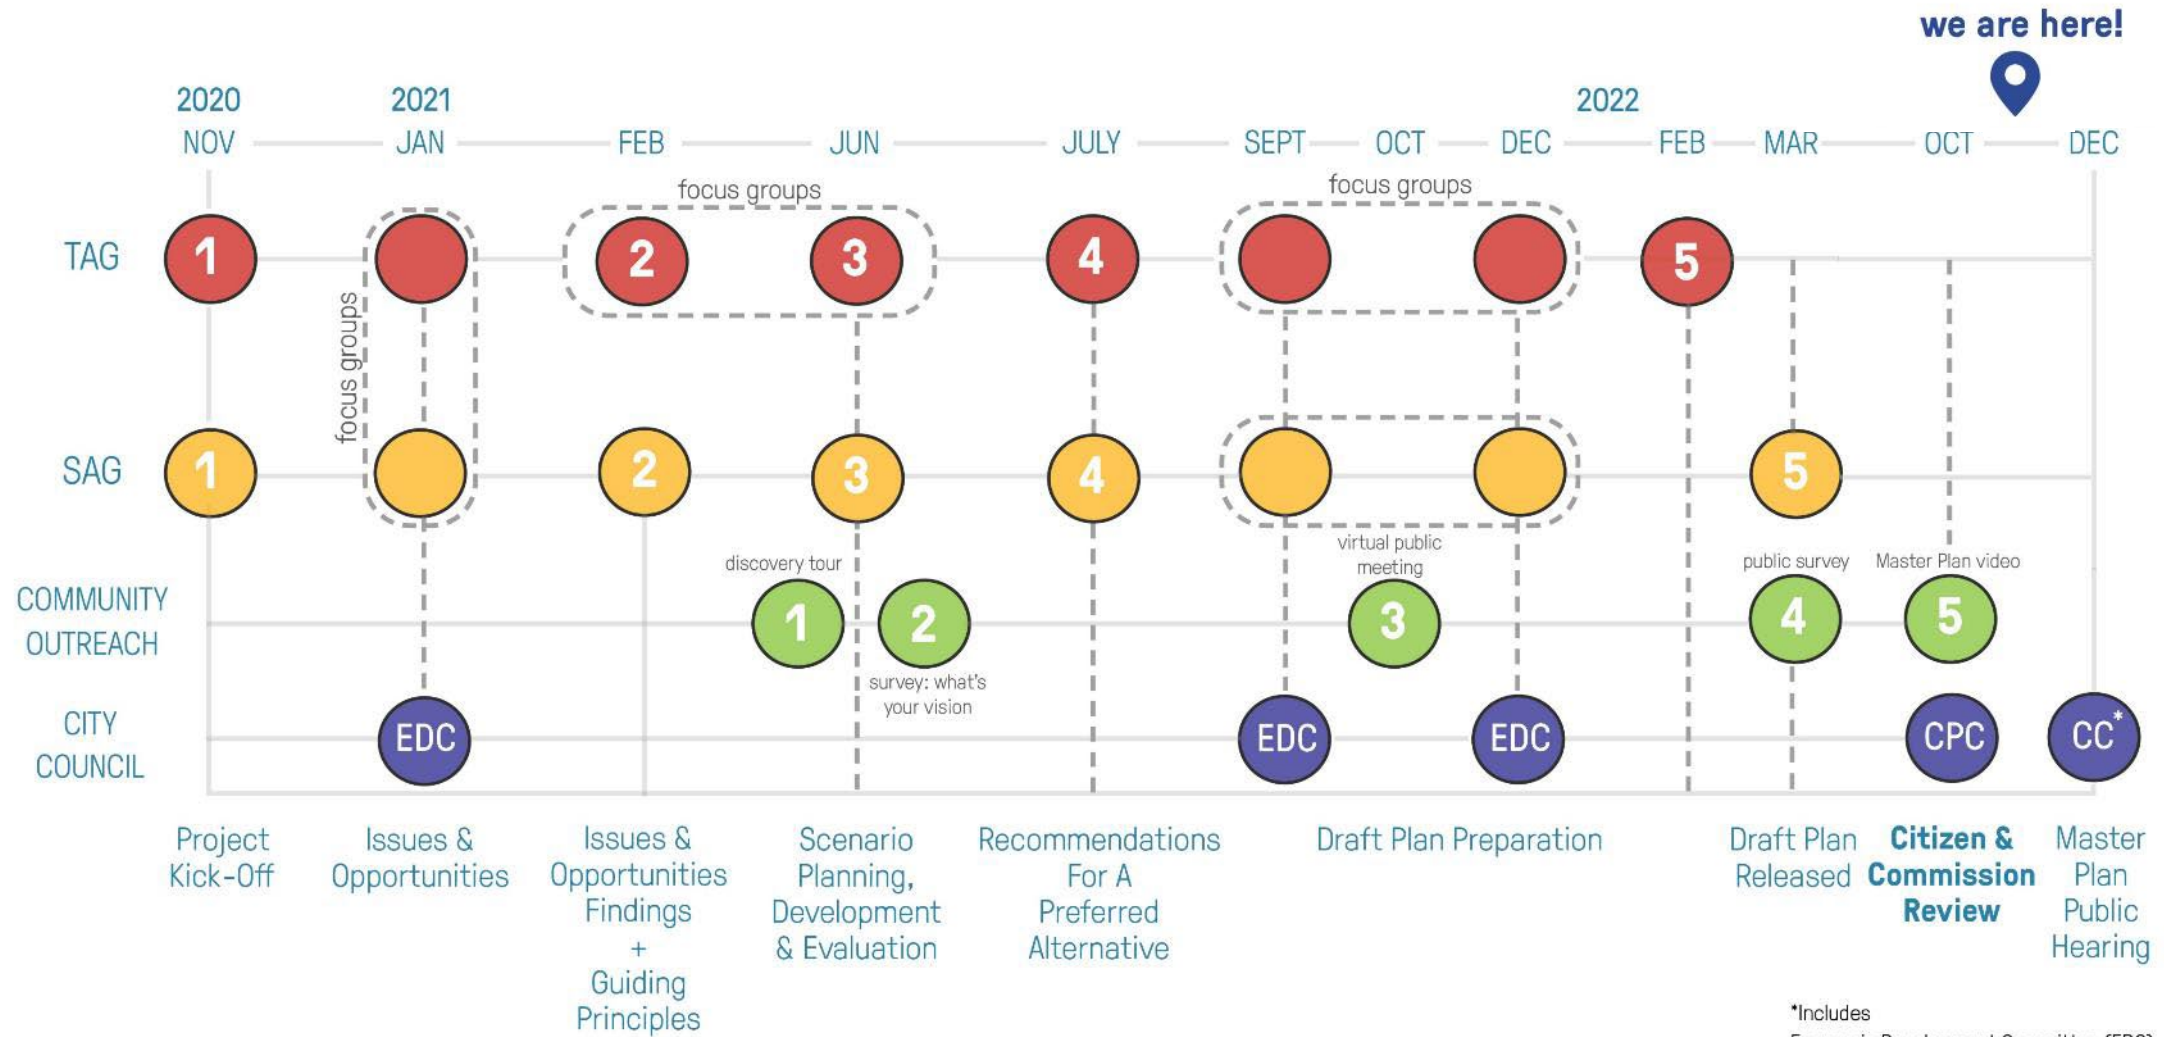 we are here!
2020 2021 2022
NOV JAN FEB JUN JULY SEPT OCT DEC FEB MAR OCT DEC
focus groups focus groups
TAG 1 2 3 4 5
focus groups
SAG 1 2 3 4 5
virtual public
meeting
discovery tour public survey Master Plan video
COMMUNITY
OUTREACH
1 2 3 4 5
survey: what's
your vision
CITY
COUNCIL
EDC EDC EDC CPC CC*
Project
Kick-Off
Issues &
Opportunities
Issues &
Opportunities
Findings
+
Guiding
Principles
Scenario
Planning,
Development
& Evaluation
Recommendations
For A
Preferred
Alternative
Draft Plan Preparation
Draft Plan
Released
Citizen &
Commission
Review
Master
Plan
Public
Hearing
*Includes